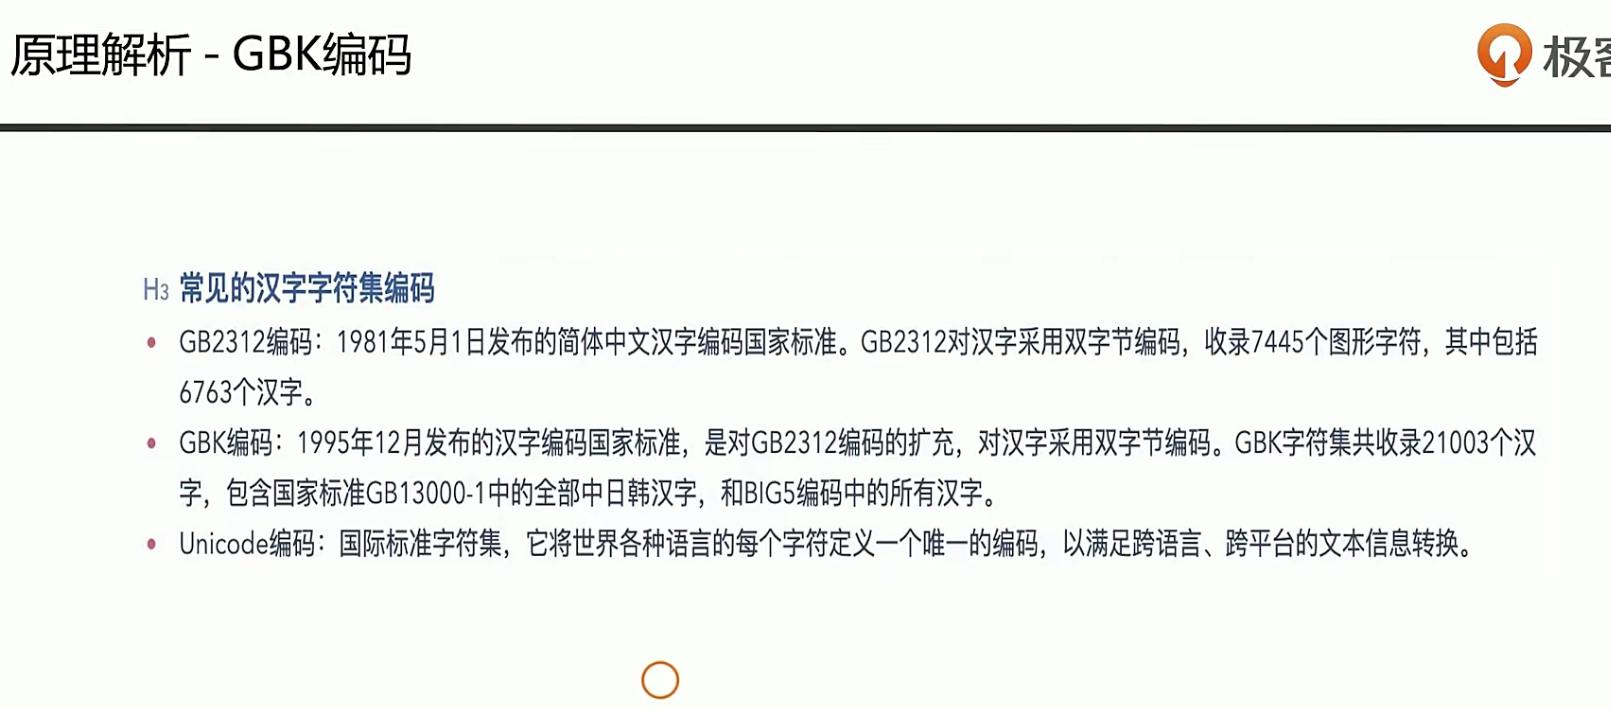 原理解析 - GBK编码
极客
H3 常见的汉字字符集编码
• GB2312编码：1981年5月1日发布的简体中文汉字编码国家标准。GB2312对汉字采用双字节编码，收录7445个图形字符，其中包括
6763个汉字。
• GBK编码：1995年12月发布的汉字编码国家标准，是对GB2312编码的扩充，对汉字采用双字节编码。GBK字符集共收录21003个汉
字，包含国家标准GB13000-1中的全部中日韩汉字，和BIG5编码中的所有汉字。
• Unicode编码：国际标准字符集，它将世界各种语言的每个字符定义一个唯一的编码，以满足跨语言、跨平台的文本信息转换。